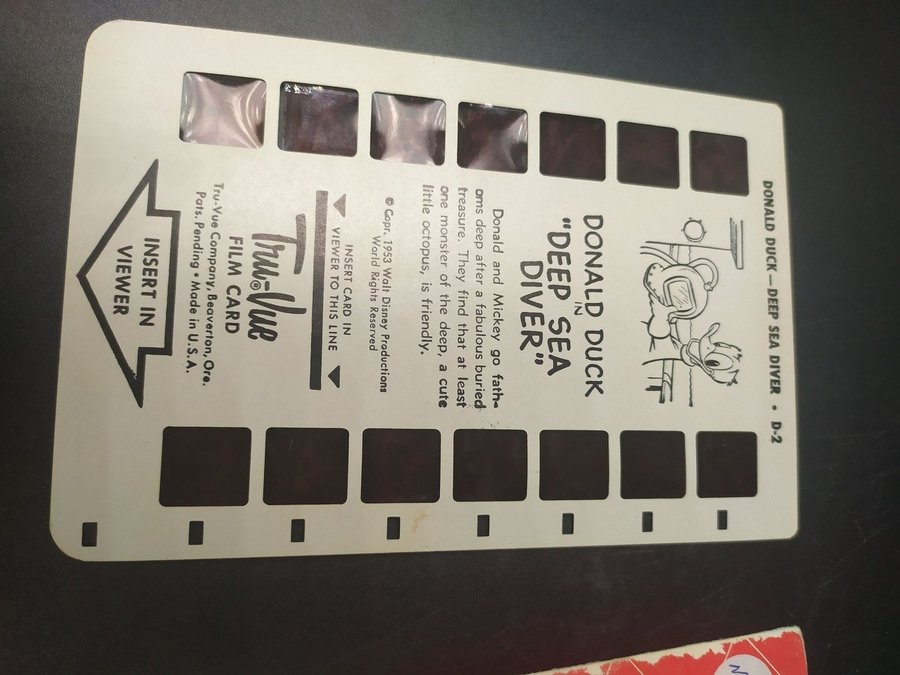 DONALD DUCK—DEEP SEA DIVER • D-2
DONALD DUCK
IN
"DEEP SEA
DIVER"
Donald and Mickey go fath-
oms deep after a fabulous buried
treasure. They find that at least
one monster of the deep, a cute
little octopus, is friendly.
© Copr. 1953 Walt Disney Productions
World Rights Reserved
INSERT CARD IN
VIEWER TO THIS LINE
Tru-Vue®
FILM CARD
Tru-Vue Company, Beaverton, Ore.
Pats. Pending • Made in U.S.A.
INSERT IN
VIEWER